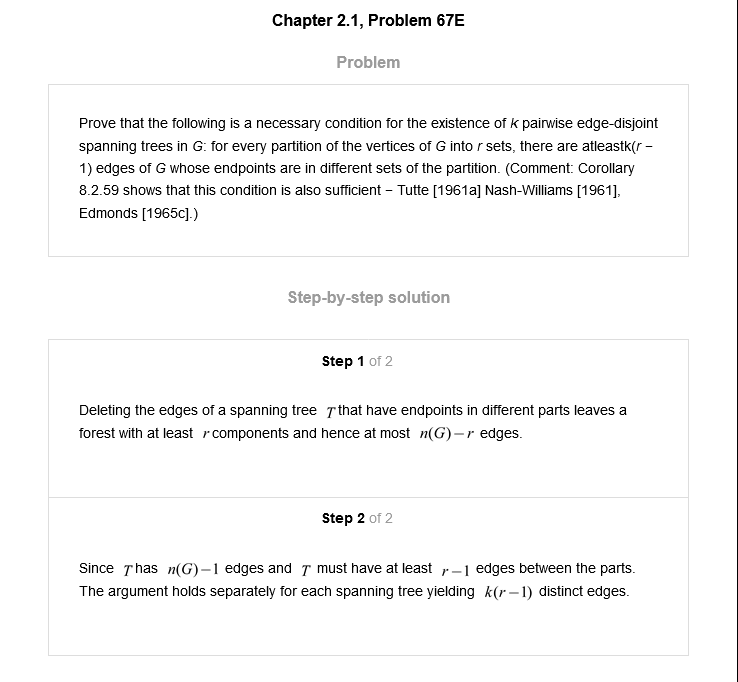 Chapter 2.1, Problem 67E
Problem
Prove that the following is a necessary condition for the existence of k pairwise edge-disjoint
spanning trees in G: for every partition of the vertices of G into r sets, there are atleastk(r −
1) edges of G whose endpoints are in different sets of the partition. (Comment: Corollary
8.2.59 shows that this condition is also sufficient − Tutte [1961a] Nash-Williams [1961],
Edmonds [1965c].)
Step-by-step solution
Step 1 of 2
Deleting the edges of a spanning tree T that have endpoints in different parts leaves a
forest with at least r components and hence at most n(G)−r edges.
Step 2 of 2
Since T has n(G)−1 edges and T must have at least r−1 edges between the parts.
The argument holds separately for each spanning tree yielding k(r−1) distinct edges.